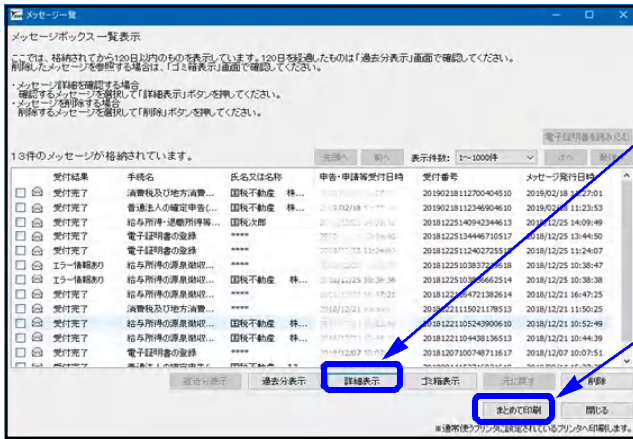 メッセージ一覧
メッセージボックス一覧表示
ここでは、格納されてから120日以内のものを表示しています。120日を経過したものは「過去分表示」画面で確認してください。
削除したメッセージを参照する場合は、「ゴミ箱表示」画面で確認してください。
・メッセージ詳細を確認する場合
確認するメッセージを選択して「詳細表示」ボタンを押してください。
・メッセージを削除する場合
削除するメッセージを選択して「削除」ボタンを押してください。
電子証明書を読み込む
13件のメッセージが格納されています。 先頭へ 前へ 表示件数: 1～1000件 次へ
受付結果 手続名 氏名又は名称 申告・申請等受付日時 受付番号 メッセージ発行日時
受付完了 消費税及び地方消費... 国税不動産 株... 20190218112700404510 2019/02/18 11:27:01
受付完了 普通法人の確定申告(... 国税不動産 株... 20190218112346904610 2019/02/18 11:23:53
受付完了 給与所得・退職所得等... 国税次郎 20181225140942344613 2018/12/25 14:09:49
受付完了 電子証明書の登録 **** 20181225134446710517 2018/12/25 13:44:50
受付完了 電子証明書の登録 **** 2018/12/25 11:24:07
エラー情報あり 給与所得の源泉徴収... 国税不動産 株... 2018/12/25 10:38:47
エラー情報あり 給与所得の源泉徴収... 国税不動産 株... 2018/12/25 10:38:38
受付完了 給与所得の源泉徴収... 国税不動産 株... 2018/12/21 16:47:25
受付完了 消費税及び地方消費... 国税不動産 株... 20181221115021178513 2018/12/21 11:50:25
受付完了 給与所得の源泉徴収... 国税不動産 株... 20181221105243900610 2018/12/21 10:52:49
受付完了 給与所得の源泉徴収... 国税不動産 株... 20181221104438136513 2018/12/21 10:44:39
受付完了 電子証明書の登録 **** 20181207100748711617 2018/12/07 10:07:51
直近分表示 過去分表示 詳細表示 ゴミ箱表示 元に戻す 削除
まとめて印刷 閉じる
※通常使うプリンタに設定されているプリンタへ印刷します。